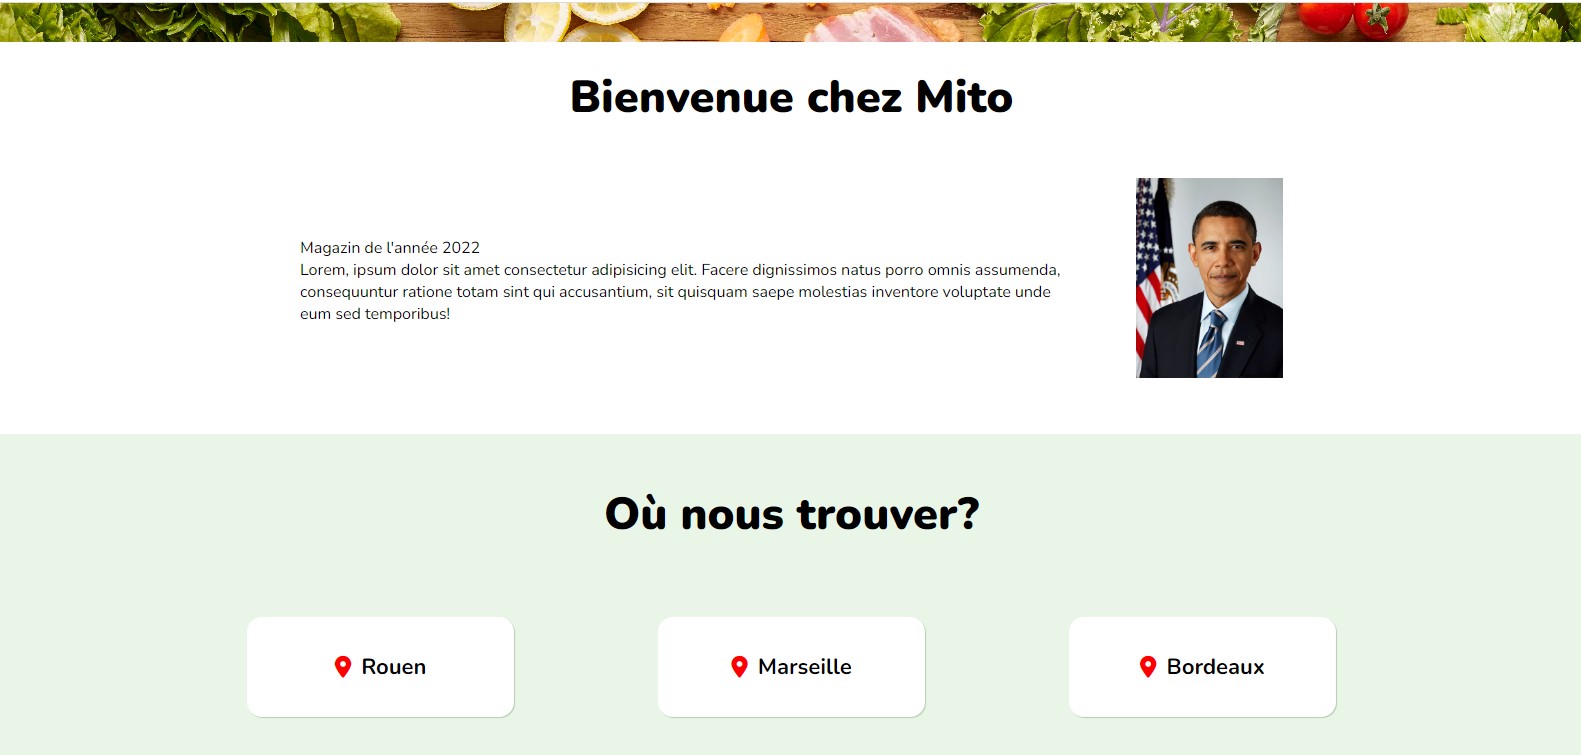 Bienvenue chez Mito
Magazin de l'année 2022
Lorem, ipsum dolor sit amet consectetur adipisicing elit. Facere dignissimos natus porro omnis assumenda,
consequuntur ratione totam sint qui accusantium, sit quisquam saepe molestias inventore voluptate unde
eum sed temporibus!
Où nous trouver?
Rouen
Marseille
Bordeaux